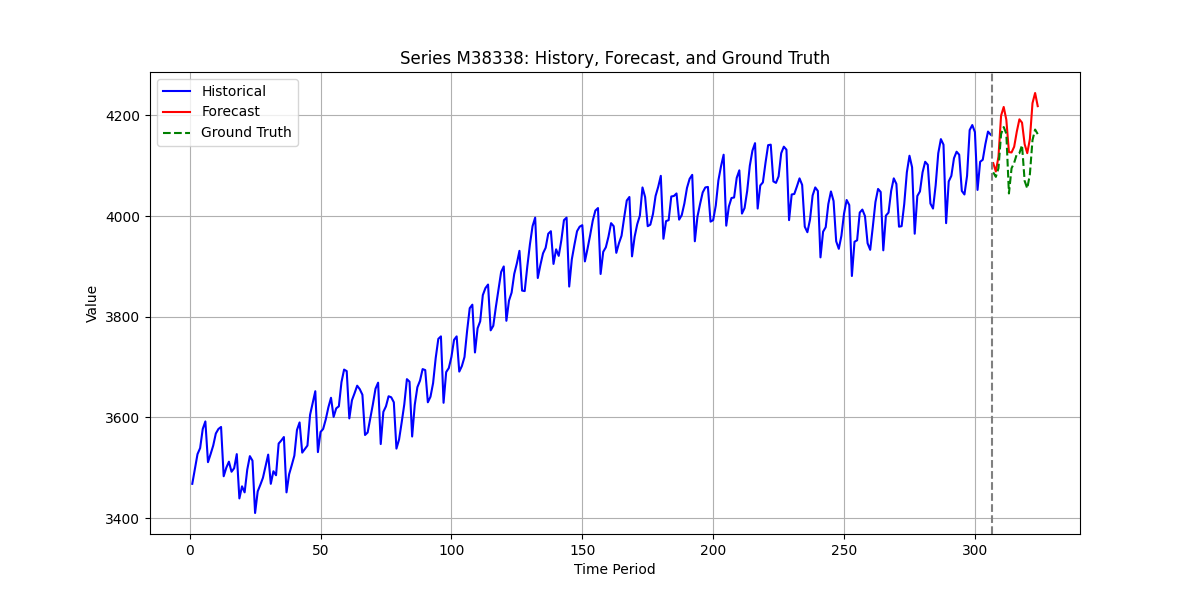 Series M38338: History, Forecast, and Ground Truth
Historical
Forecast
Ground Truth
4200
4000
3800
3600
3400
Value
0 50 100 150 200 250 300
Time Period